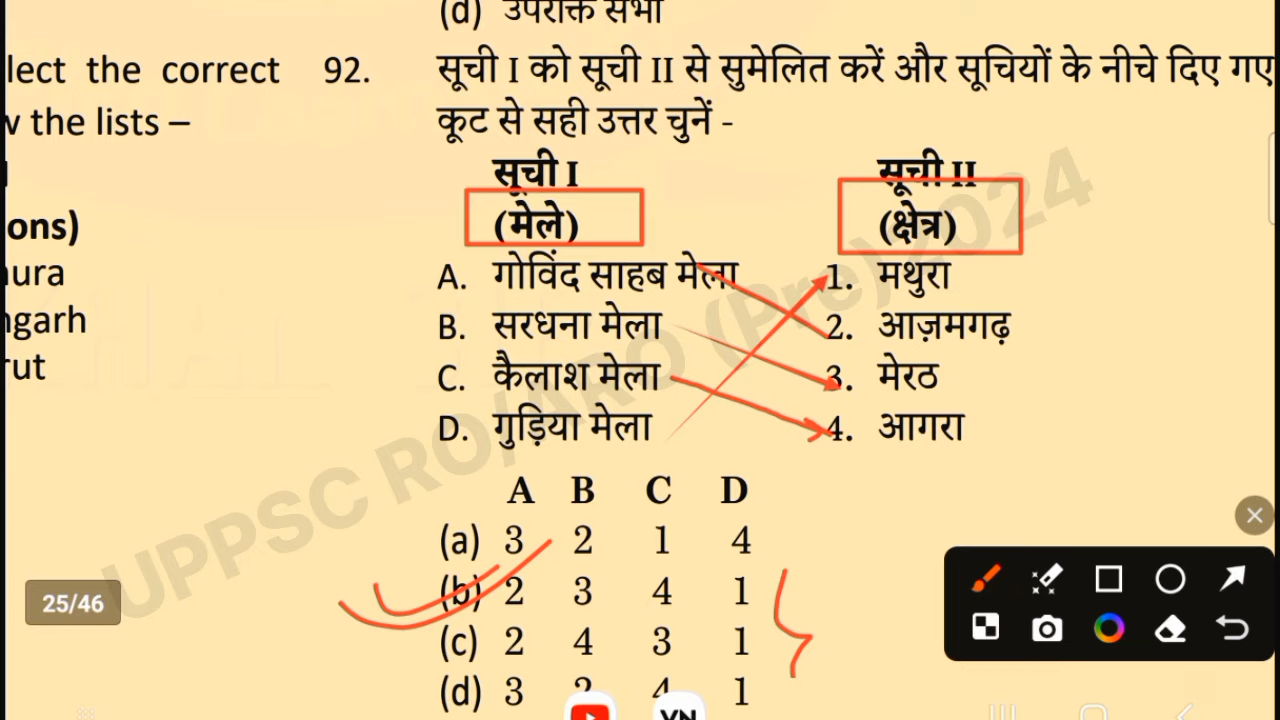 (d) उपरोक्त सभी
lect the correct
w the lists –
ons)
ura
ngarh
rut
92. सूची I को सूची II से सुमेलित करें और सूचियों के नीचे दिए गए
कूट से सही उत्तर चुनें -
सूची I सूची II
(मेले) (क्षेत्र)
A. गोविंद साहब मेला 1. मथुरा
B. सरधना मेला 2. आज़मगढ़
C. कैलाश मेला 3. मेरठ
D. गुड़िया मेला 4. आगरा
A B C D
(a) 3 2 1 4
(b) 2 3 4 1
(c) 2 4 3 1
(d) 3 2 4 1
UPPSC RO/ARO (Pre) 2024
25/46
VN